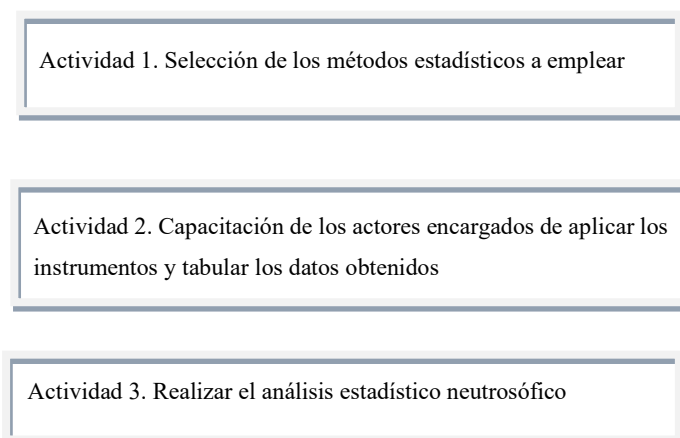 Actividad 1. Selección de los métodos estadísticos a emplear
Actividad 2. Capacitación de los actores encargados de aplicar los
instrumentos y tabular los datos obtenidos
Actividad 3. Realizar el análisis estadístico neutrosófico